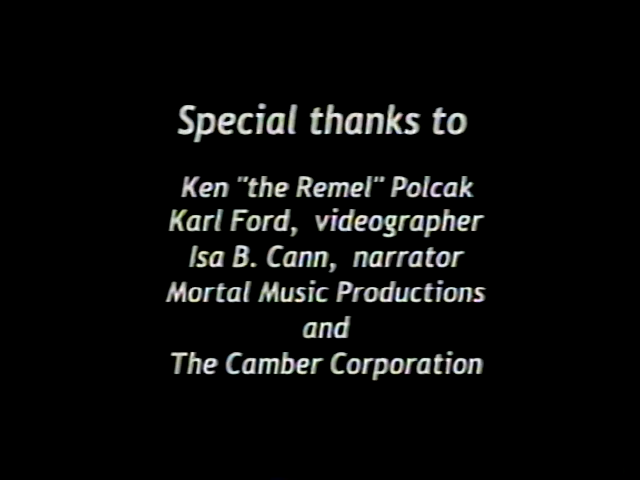 Special thanks to
Ken "the Remel" Polcak
Karl Ford, videographer
Isa B. Cann, narrator
Mortal Music Productions
and
The Camber Corporation